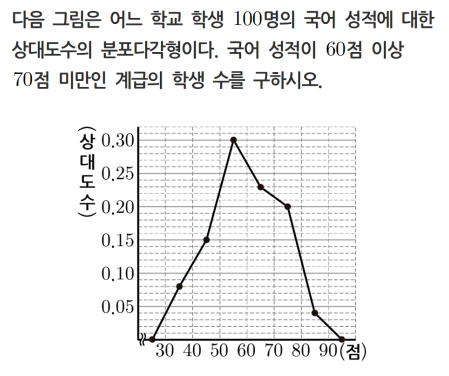 다음 그림은 어느 학교 학생 100명의 국어 성적에 대한
상대도수의 분포다각형이다. 국어 성적이 60점 이상
70점 미만인 계급의 학생 수를 구하시오.
(상대도수)
0.30
0.25
0.20
0.15
0.10
0.05
30 40 50 60 70 80 90(점)